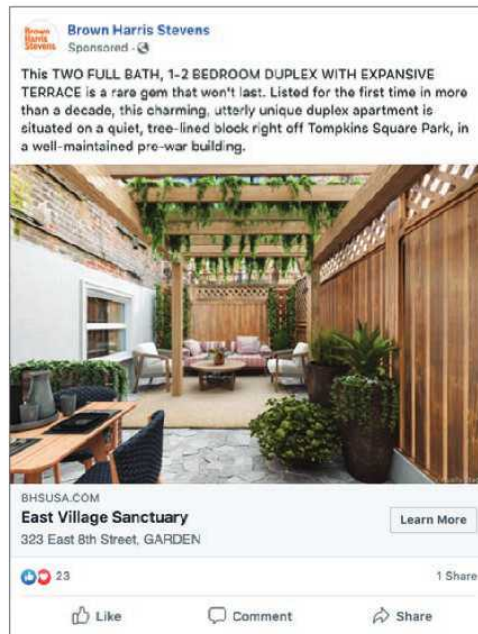 Brown
Harris
Stevens
Brown Harris Stevens
Sponsored ·
This TWO FULL BATH, 1-2 BEDROOM DUPLEX WITH EXPANSIVE
TERRACE is a rare gem that won't last. Listed for the first time in more
than a decade, this charming, utterly unique duplex apartment is
situated on a quiet, tree-lined block right off Tompkins Square Park, in
a well-maintained pre-war building.
BHSUSA.COM
East Village Sanctuary
323 East 8th Street, GARDEN
Learn More
23
1 Share
Like
Comment
Share